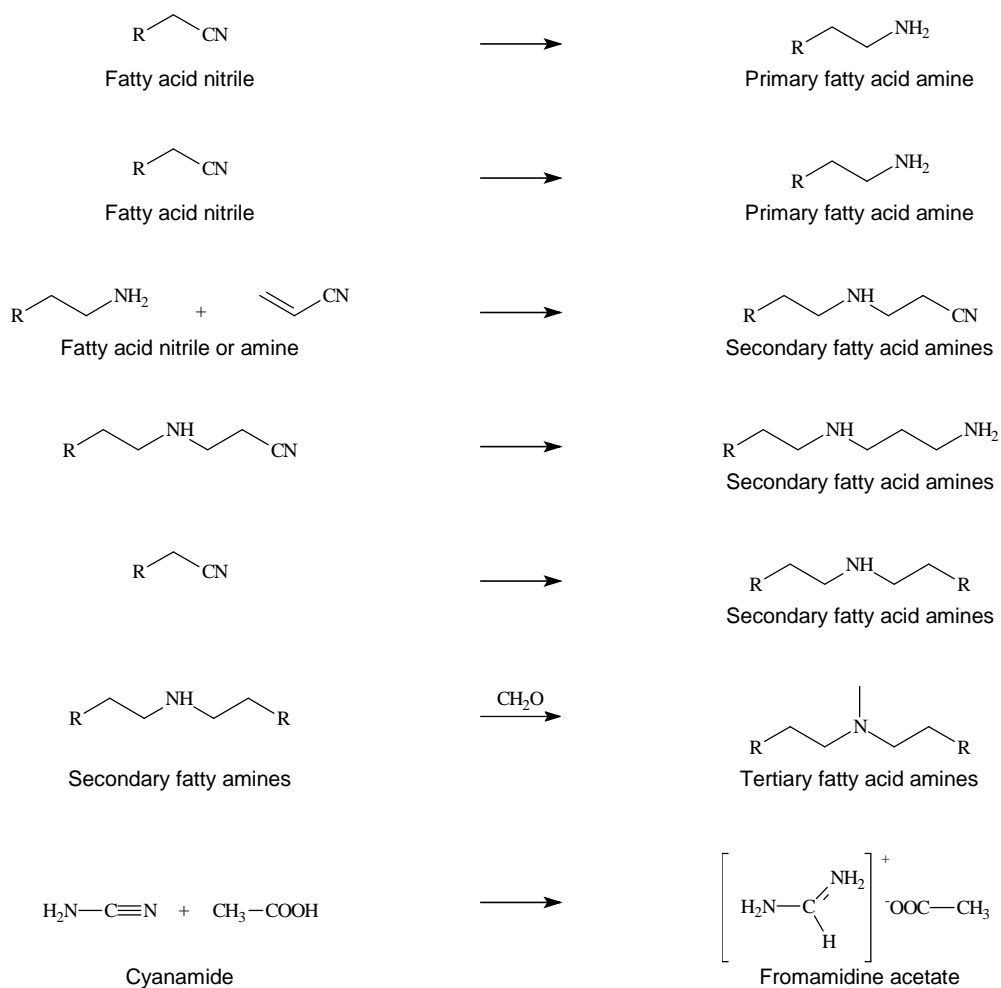 R CN NH₂ R
Fatty acid nitrile Primary fatty acid amine
R CN NH₂ R
Fatty acid nitrile Primary fatty acid amine
R NH₂ + CN R NH CN
Fatty acid nitrile or amine Secondary fatty acid amines
R NH CN R NH NH₂
Secondary fatty acid amines
R CN R NH R
Secondary fatty acid amines
R NH R CH₂O R N R
Secondary fatty amines Tertiary fatty acid amines
H₂N C N + CH₃ COOH H₂N C NH₂ H + ⁻OOC CH₃
Cyanamide Fromamidine acetate